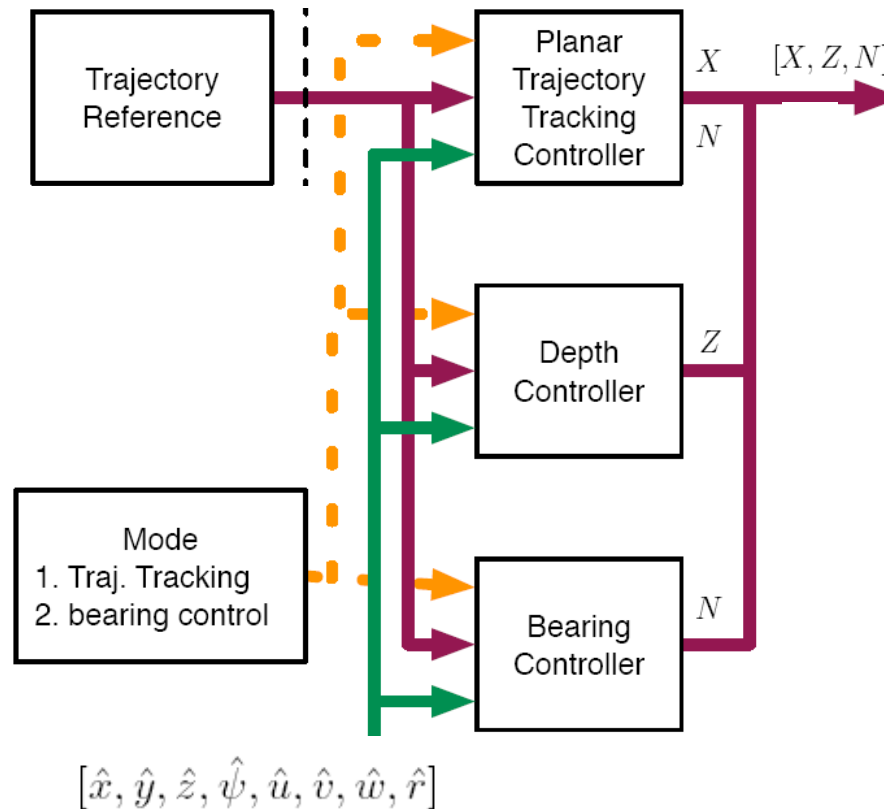 Trajectory
Reference
Planar
Trajectory
Tracking
Controller
X
N
[X, Z, N]
Depth
Controller
Z
Mode
1. Traj. Tracking
2. bearing control
Bearing
Controller
N
[x̂, ŷ, ẑ, ψ̂, û, v̂, ŵ, r̂]